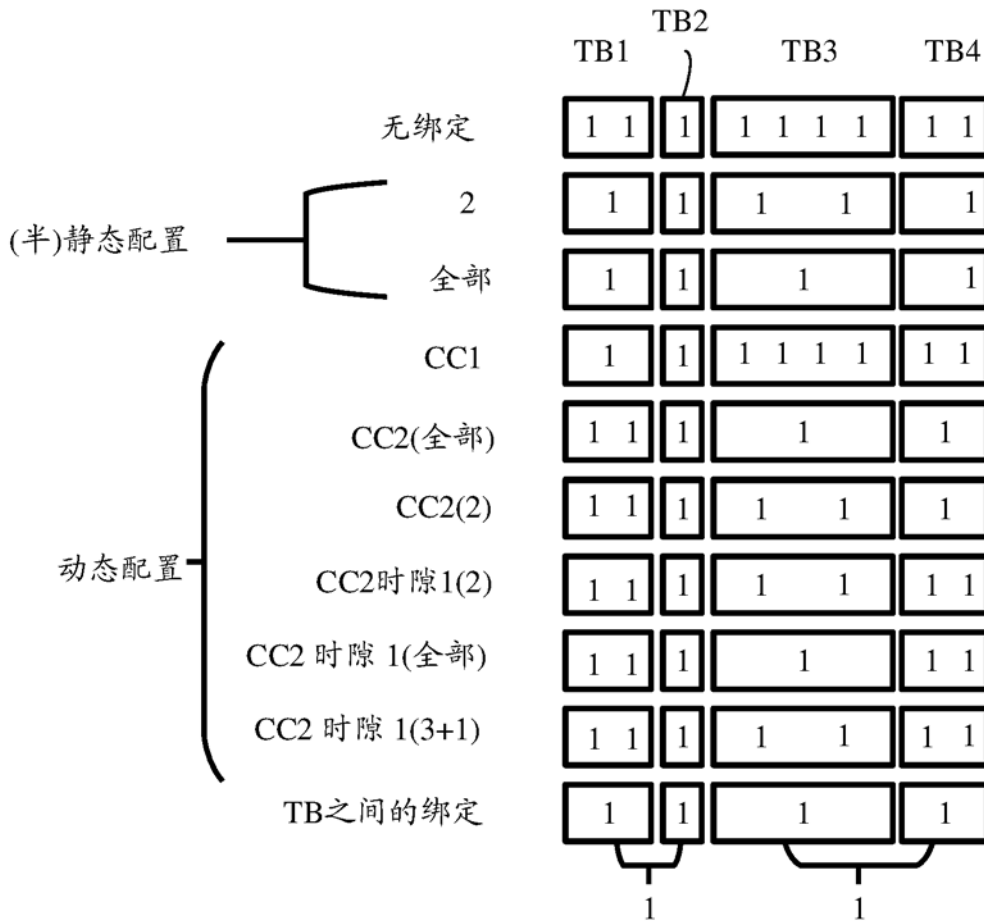 TB2
TB1 TB3 TB4
无绑定 1 1 1 1 1 1 1 1 1
2 1 1 1 1 1
(半)静态配置
全部 1 1 1 1
CC1 1 1 1 1 1 1 1 1
CC2(全部) 1 1 1 1 1
CC2(2) 1 1 1 1 1 1
动态配置
CC2时隙1(2) 1 1 1 1 1 1 1
CC2 时隙 1(全部) 1 1 1 1 1 1
CC2 时隙 1(3+1) 1 1 1 1 1 1 1
TB之间的绑定 1 1 1 1
1 1